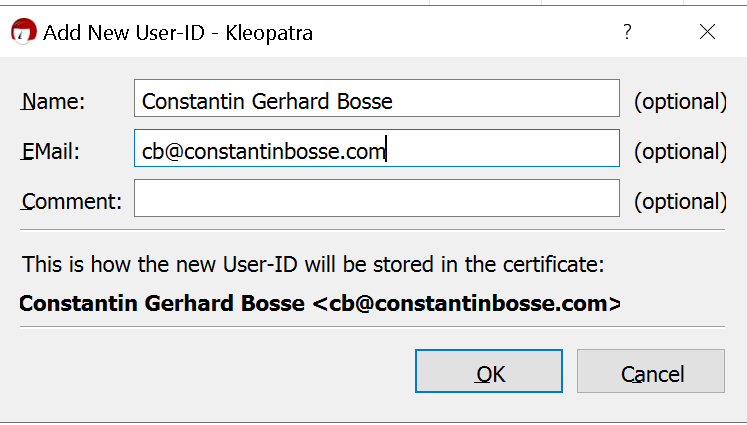 Add New User-ID - Kleopatra ?
Name: Constantin Gerhard Bosse (optional)
EMail: cb@constantinbosse.com (optional)
Comment: (optional)
This is how the new User-ID will be stored in the certificate:
Constantin Gerhard Bosse <cb@constantinbosse.com>
OK Cancel